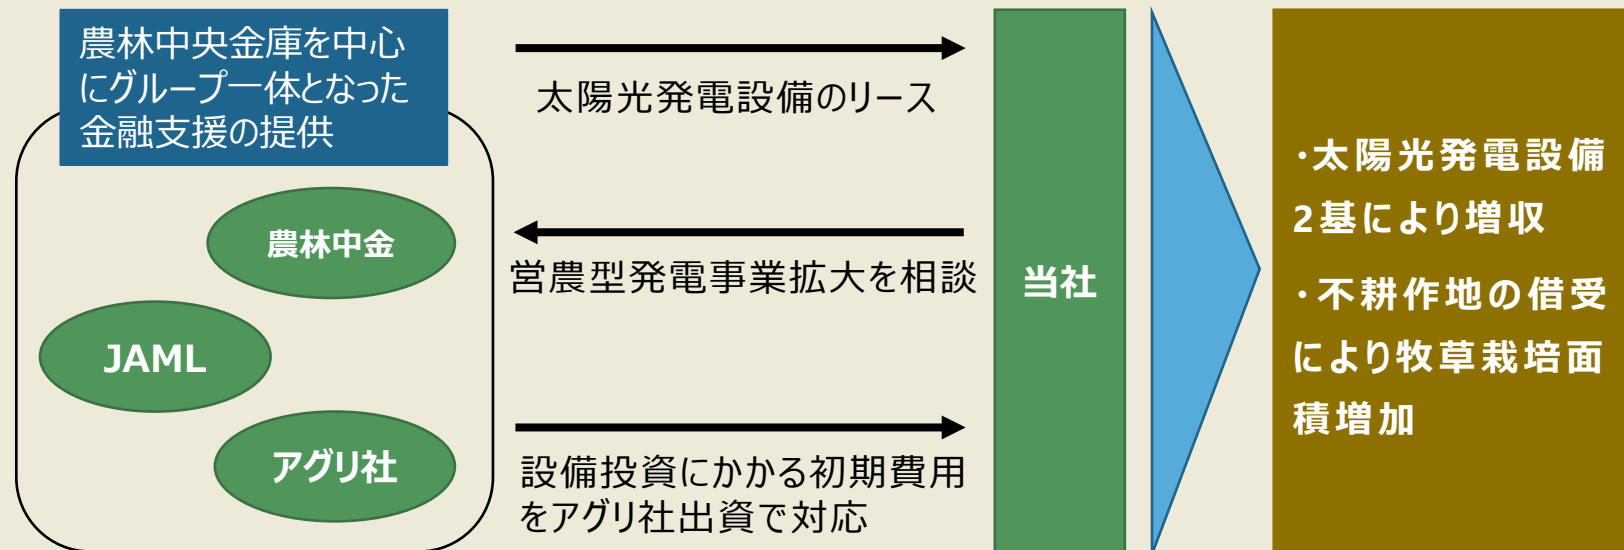 農林中央金庫を中心
にグループ一体となった
金融支援の提供
農林中金
JAML
アグリ社
太陽光発電設備のリース
営農型発電事業拡大を相談
設備投資にかかる初期費用
をアグリ社出資で対応
当社
・太陽光発電設備
2基により増収
・不耕作地の借受
により牧草栽培面
積増加